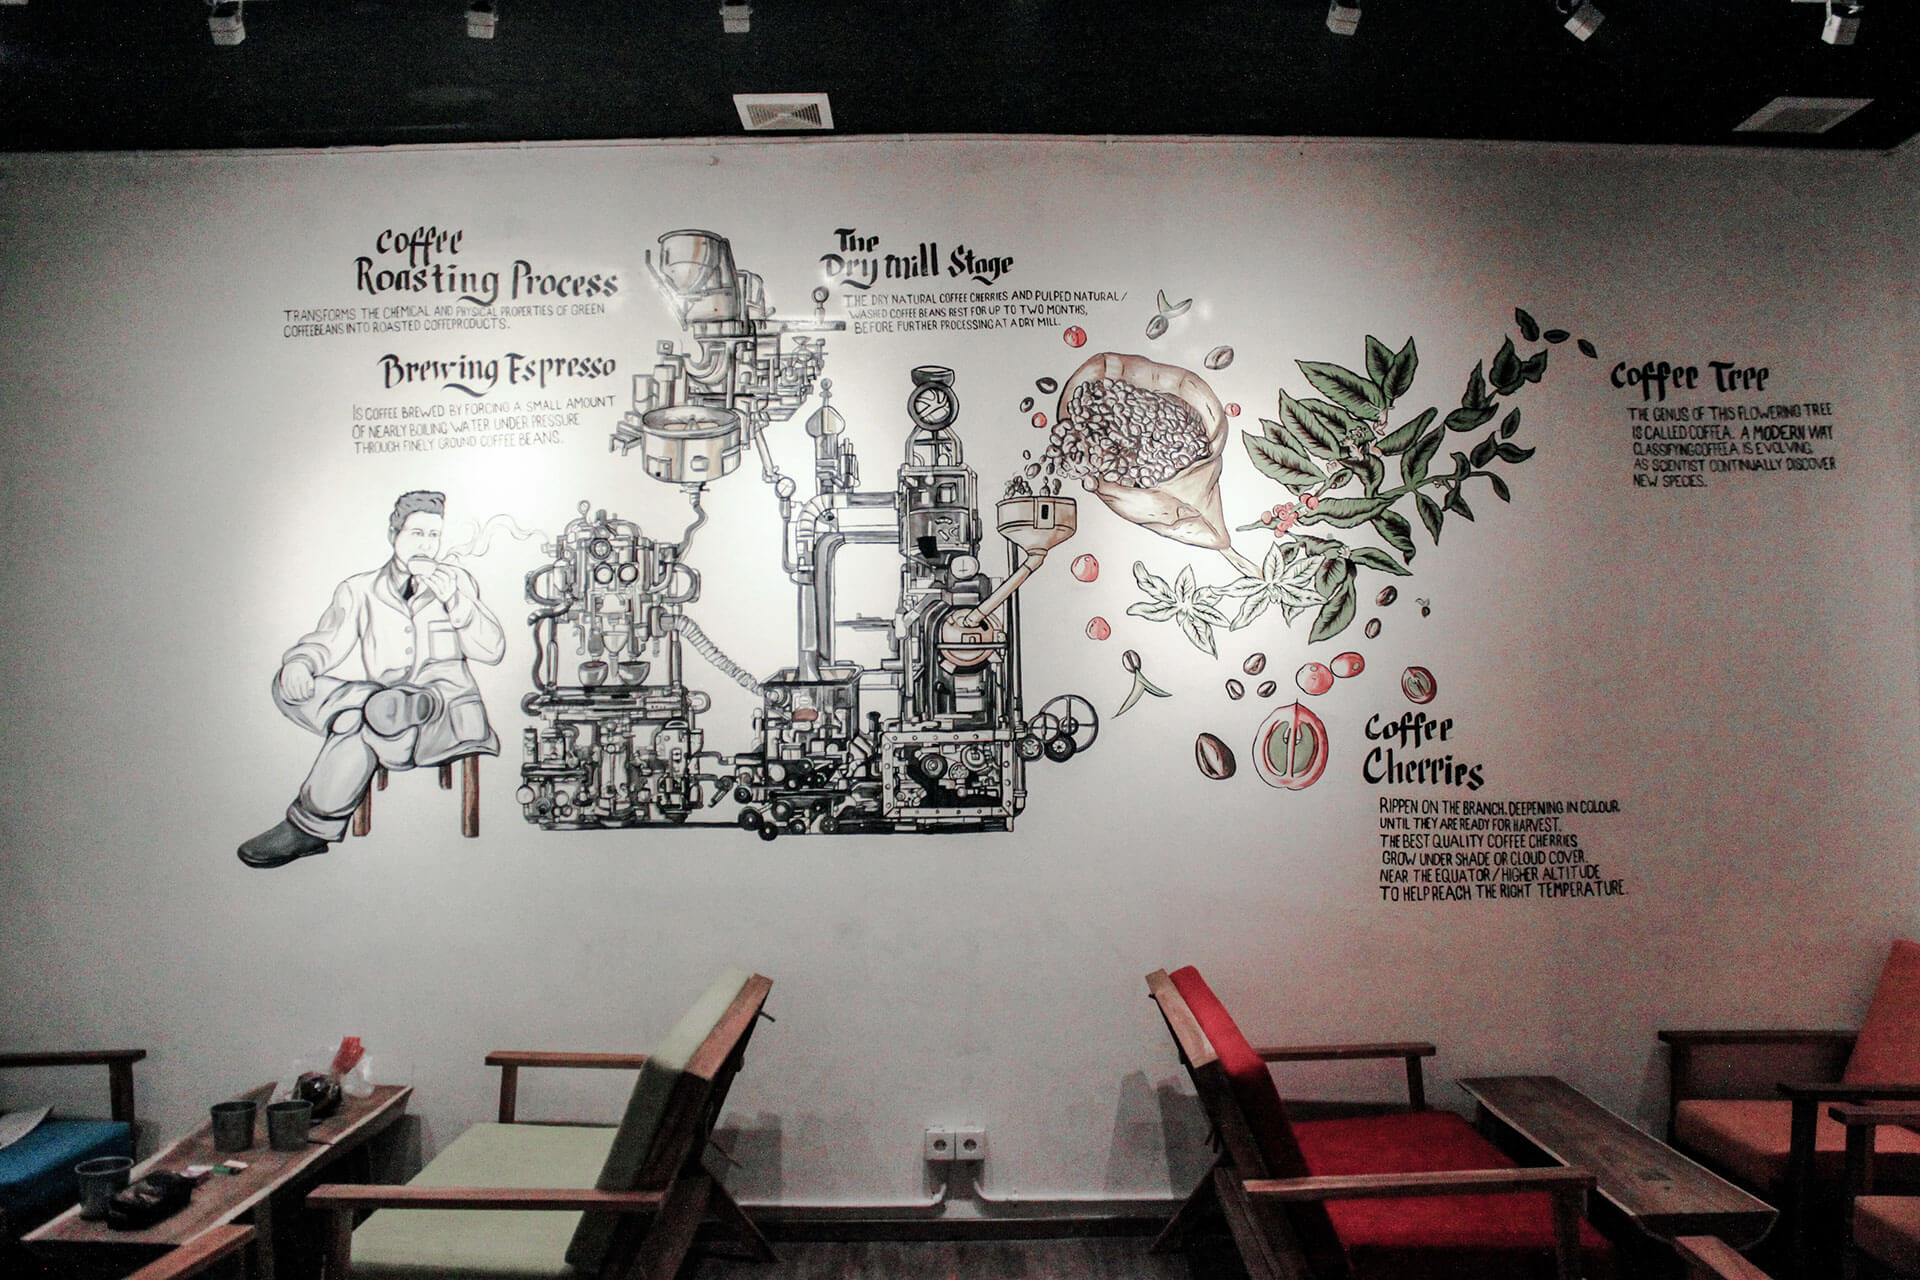 Coffee
Roasting Process
TRANSFORMS THE CHEMICAL AND PHYSICAL PROPERTIES OF GREEN
COFFEEBEANS INTO ROASTED COFFEPRODUCTS.
Brewing Espresso
IS COFFEE BREWED BY FORCING A SMALL AMOUNT
OF NEARLY BOILING WATER UNDER PRESSURE
THROUGH FINELY GROUND COFFEE BEANS.
The
Dry Mill Stage
THE DRY NATURAL COFFEE CHERRIES AND PULPED NATURAL /
WASHED COFFEE BEANS REST FOR UP TO TWO MONTHS,
BEFORE FURTHER PROCESSING AT A DRY MILL.
Coffee Tree
THE GENUS OF THIS FLOWERING TREE
IS CALLED COFFEA. A MODERN WAY
CLASSIFYING COFFEA IS EVOLVING
AS SCIENTIST CONTINUALLY DISCOVER
NEW SPECIES.
Coffee
Cherries
RIPPEN ON THE BRANCH, DEEPENING IN COLOUR
UNTIL THEY ARE READY FOR HARVEST.
THE BEST QUALITY COFFEE CHERRIES
GROW UNDER SHADE OR CLOUD COVER.
NEAR THE EQUATOR / HIGHER ALTITUDE
TO HELP REACH THE RIGHT TEMPERATURE.